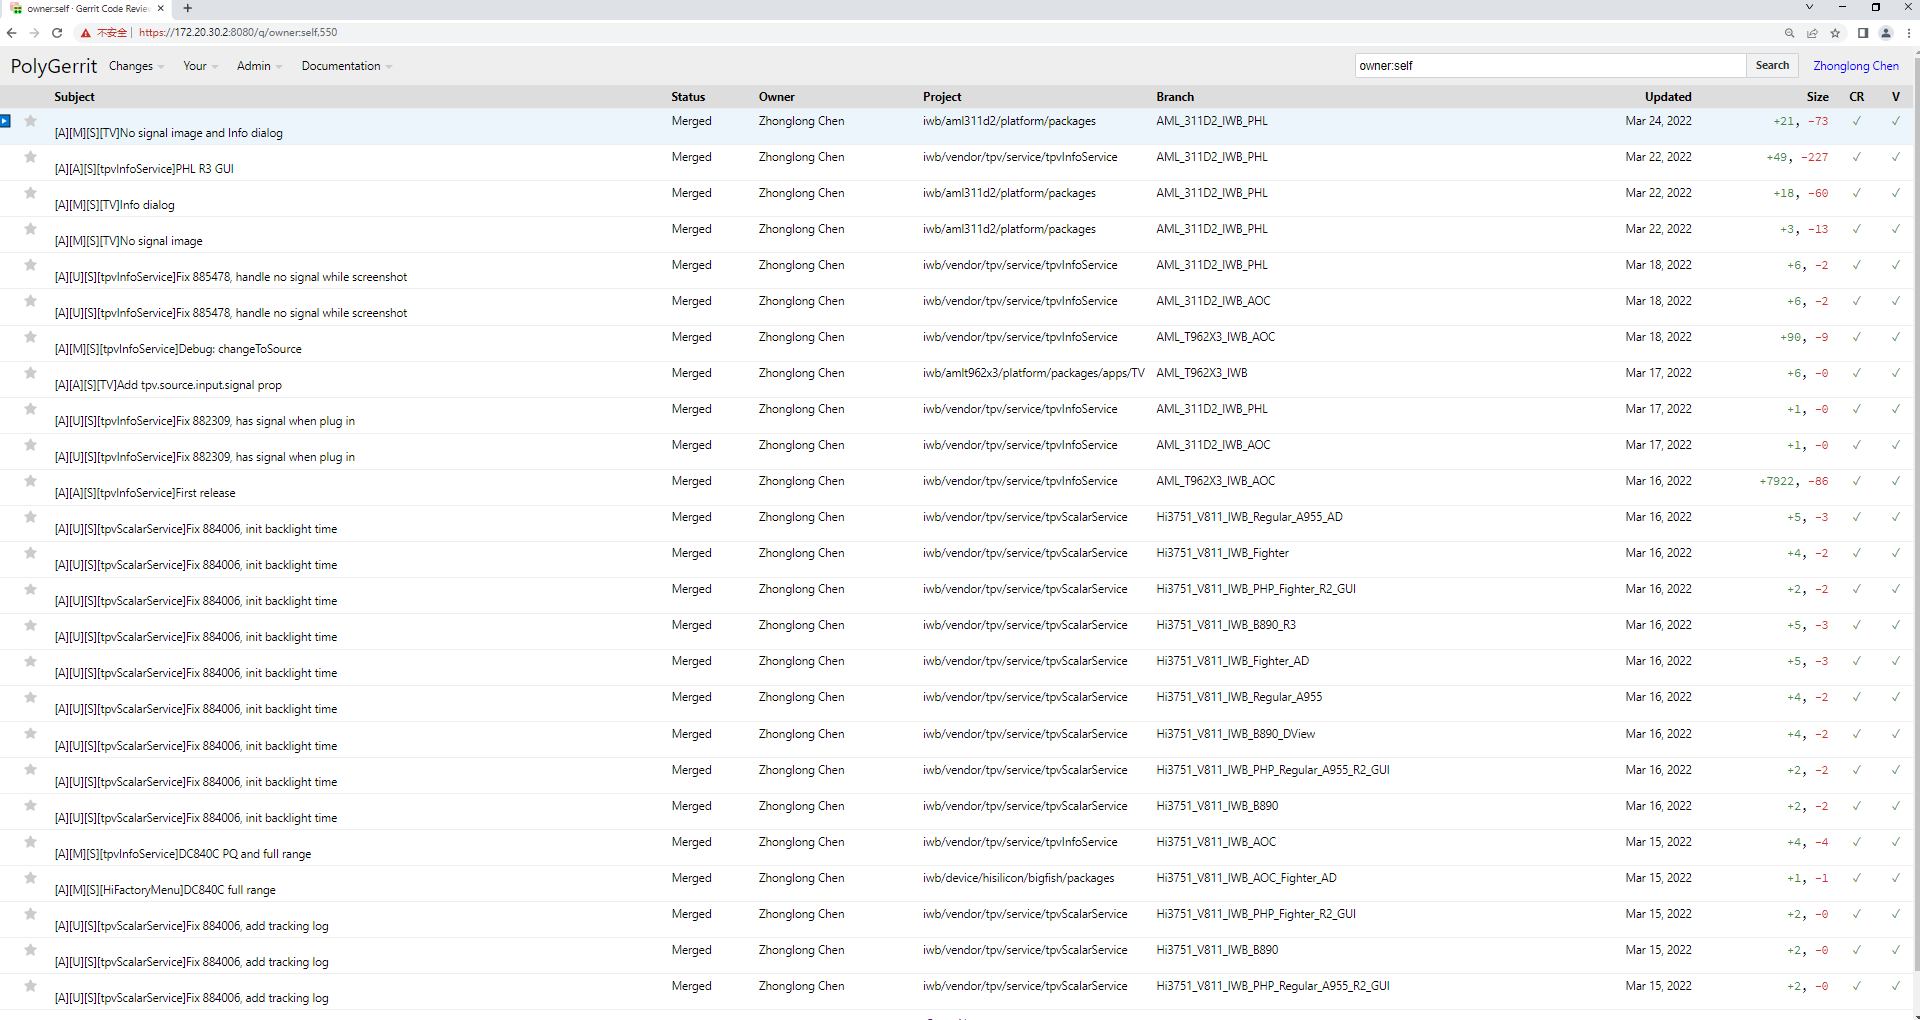 owner:self · Gerrit Code Revie
不安全 https://172.20.30.2:8080/q/owner:self,550
PolyGerrit Changes Your Admin Documentation owner:self Search Zhonglong Chen
Subject Status Owner Project Branch Updated Size CR V
[A][M][S][TV]No signal image and Info dialog Merged Zhonglong Chen iwb/aml311d2/platform/packages AML_311D2_IWB_PHL Mar 24, 2022 +21, -73 ✓ ✓
[A][A][S][tpvInfoService]PHL R3 GUI Merged Zhonglong Chen iwb/vendor/tpv/service/tpvInfoService AML_311D2_IWB_PHL Mar 22, 2022 +49, -227 ✓ ✓
[A][M][S][TV]Info dialog Merged Zhonglong Chen iwb/aml311d2/platform/packages AML_311D2_IWB_PHL Mar 22, 2022 +18, -60 ✓ ✓
[A][M][S][TV]No signal image Merged Zhonglong Chen iwb/aml311d2/platform/packages AML_311D2_IWB_PHL Mar 22, 2022 +3, -13 ✓ ✓
[A][U][S][tpvInfoService]Fix 885478, handle no signal while screenshot Merged Zhonglong Chen iwb/vendor/tpv/service/tpvInfoService AML_311D2_IWB_PHL Mar 18, 2022 +6, -2 ✓ ✓
[A][U][S][tpvInfoService]Fix 885478, handle no signal while screenshot Merged Zhonglong Chen iwb/vendor/tpv/service/tpvInfoService AML_311D2_IWB_AOC Mar 18, 2022 +6, -2 ✓ ✓
[A][M][S][tpvInfoService]Debug: changeToSource Merged Zhonglong Chen iwb/vendor/tpv/service/tpvInfoService AML_T962X3_IWB_AOC Mar 18, 2022 +90, -9 ✓ ✓
[A][A][S][TV]Add tpv.source.input.signal prop Merged Zhonglong Chen iwb/amlt962x3/platform/packages/apps/TV AML_T962X3_IWB Mar 17, 2022 +6, -0 ✓ ✓
[A][U][S][tpvInfoService]Fix 882309, has signal when plug in Merged Zhonglong Chen iwb/vendor/tpv/service/tpvInfoService AML_311D2_IWB_PHL Mar 17, 2022 +1, -0 ✓ ✓
[A][U][S][tpvInfoService]Fix 882309, has signal when plug in Merged Zhonglong Chen iwb/vendor/tpv/service/tpvInfoService AML_311D2_IWB_AOC Mar 17, 2022 +1, -0 ✓ ✓
[A][A][S][tpvInfoService]First release Merged Zhonglong Chen iwb/vendor/tpv/service/tpvInfoService AML_T962X3_IWB_AOC Mar 16, 2022 +7922, -86 ✓ ✓
[A][U][S][tpvScalarService]Fix 884006, init backlight time Merged Zhonglong Chen iwb/vendor/tpv/service/tpvScalarService Hi3751_V811_IWB_Regular_A955_AD Mar 16, 2022 +5, -3 ✓ ✓
[A][U][S][tpvScalarService]Fix 884006, init backlight time Merged Zhonglong Chen iwb/vendor/tpv/service/tpvScalarService Hi3751_V811_IWB_Fighter Mar 16, 2022 +4, -2 ✓ ✓
[A][U][S][tpvScalarService]Fix 884006, init backlight time Merged Zhonglong Chen iwb/vendor/tpv/service/tpvScalarService Hi3751_V811_IWB_PHP_Fighter_R2_GUI Mar 16, 2022 +2, -2 ✓ ✓
[A][U][S][tpvScalarService]Fix 884006, init backlight time Merged Zhonglong Chen iwb/vendor/tpv/service/tpvScalarService Hi3751_V811_IWB_B890_R3 Mar 16, 2022 +5, -3 ✓ ✓
[A][U][S][tpvScalarService]Fix 884006, init backlight time Merged Zhonglong Chen iwb/vendor/tpv/service/tpvScalarService Hi3751_V811_IWB_Fighter_AD Mar 16, 2022 +5, -3 ✓ ✓
[A][U][S][tpvScalarService]Fix 884006, init backlight time Merged Zhonglong Chen iwb/vendor/tpv/service/tpvScalarService Hi3751_V811_IWB_Regular_A955 Mar 16, 2022 +4, -2 ✓ ✓
[A][U][S][tpvScalarService]Fix 884006, init backlight time Merged Zhonglong Chen iwb/vendor/tpv/service/tpvScalarService Hi3751_V811_IWB_B890_DView Mar 16, 2022 +4, -2 ✓ ✓
[A][U][S][tpvScalarService]Fix 884006, init backlight time Merged Zhonglong Chen iwb/vendor/tpv/service/tpvScalarService Hi3751_V811_IWB_PHP_Regular_A955_R2_GUI Mar 16, 2022 +2, -2 ✓ ✓
[A][U][S][tpvScalarService]Fix 884006, init backlight time Merged Zhonglong Chen iwb/vendor/tpv/service/tpvScalarService Hi3751_V811_IWB_B890 Mar 16, 2022 +2, -2 ✓ ✓
[A][M][S][tpvInfoService]DC840C PQ and full range Merged Zhonglong Chen iwb/vendor/tpv/service/tpvInfoService Hi3751_V811_IWB_AOC Mar 15, 2022 +4, -4 ✓ ✓
[A][M][S][HiFactoryMenu]DC840C full range Merged Zhonglong Chen iwb/device/hisilicon/bigfish/packages Hi3751_V811_IWB_AOC_Fighter_AD Mar 15, 2022 +1, -1 ✓ ✓
[A][U][S][tpvScalarService]Fix 884006, add tracking log Merged Zhonglong Chen iwb/vendor/tpv/service/tpvScalarService Hi3751_V811_IWB_PHP_Fighter_R2_GUI Mar 15, 2022 +2, -0 ✓ ✓
[A][U][S][tpvScalarService]Fix 884006, add tracking log Merged Zhonglong Chen iwb/vendor/tpv/service/tpvScalarService Hi3751_V811_IWB_B890 Mar 15, 2022 +2, -0 ✓ ✓
[A][U][S][tpvScalarService]Fix 884006, add tracking log Merged Zhonglong Chen iwb/vendor/tpv/service/tpvScalarService Hi3751_V811_IWB_PHP_Regular_A955_R2_GUI Mar 15, 2022 +2, -0 ✓ ✓